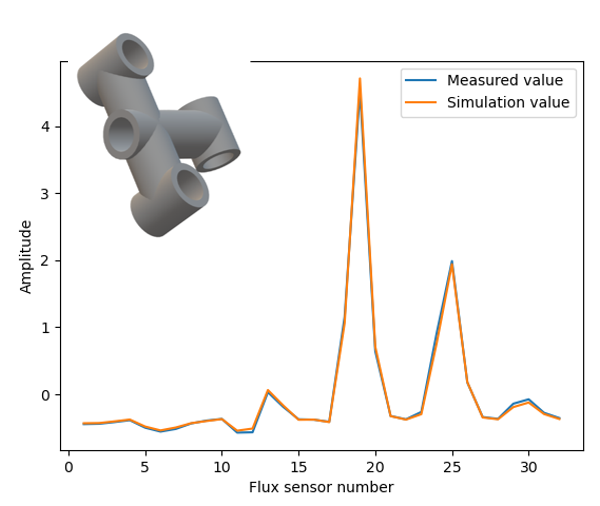 Measured value
Simulation value
4
3
2
1
0
Amplitude
0 5 10 15 20 25 30
Flux sensor number